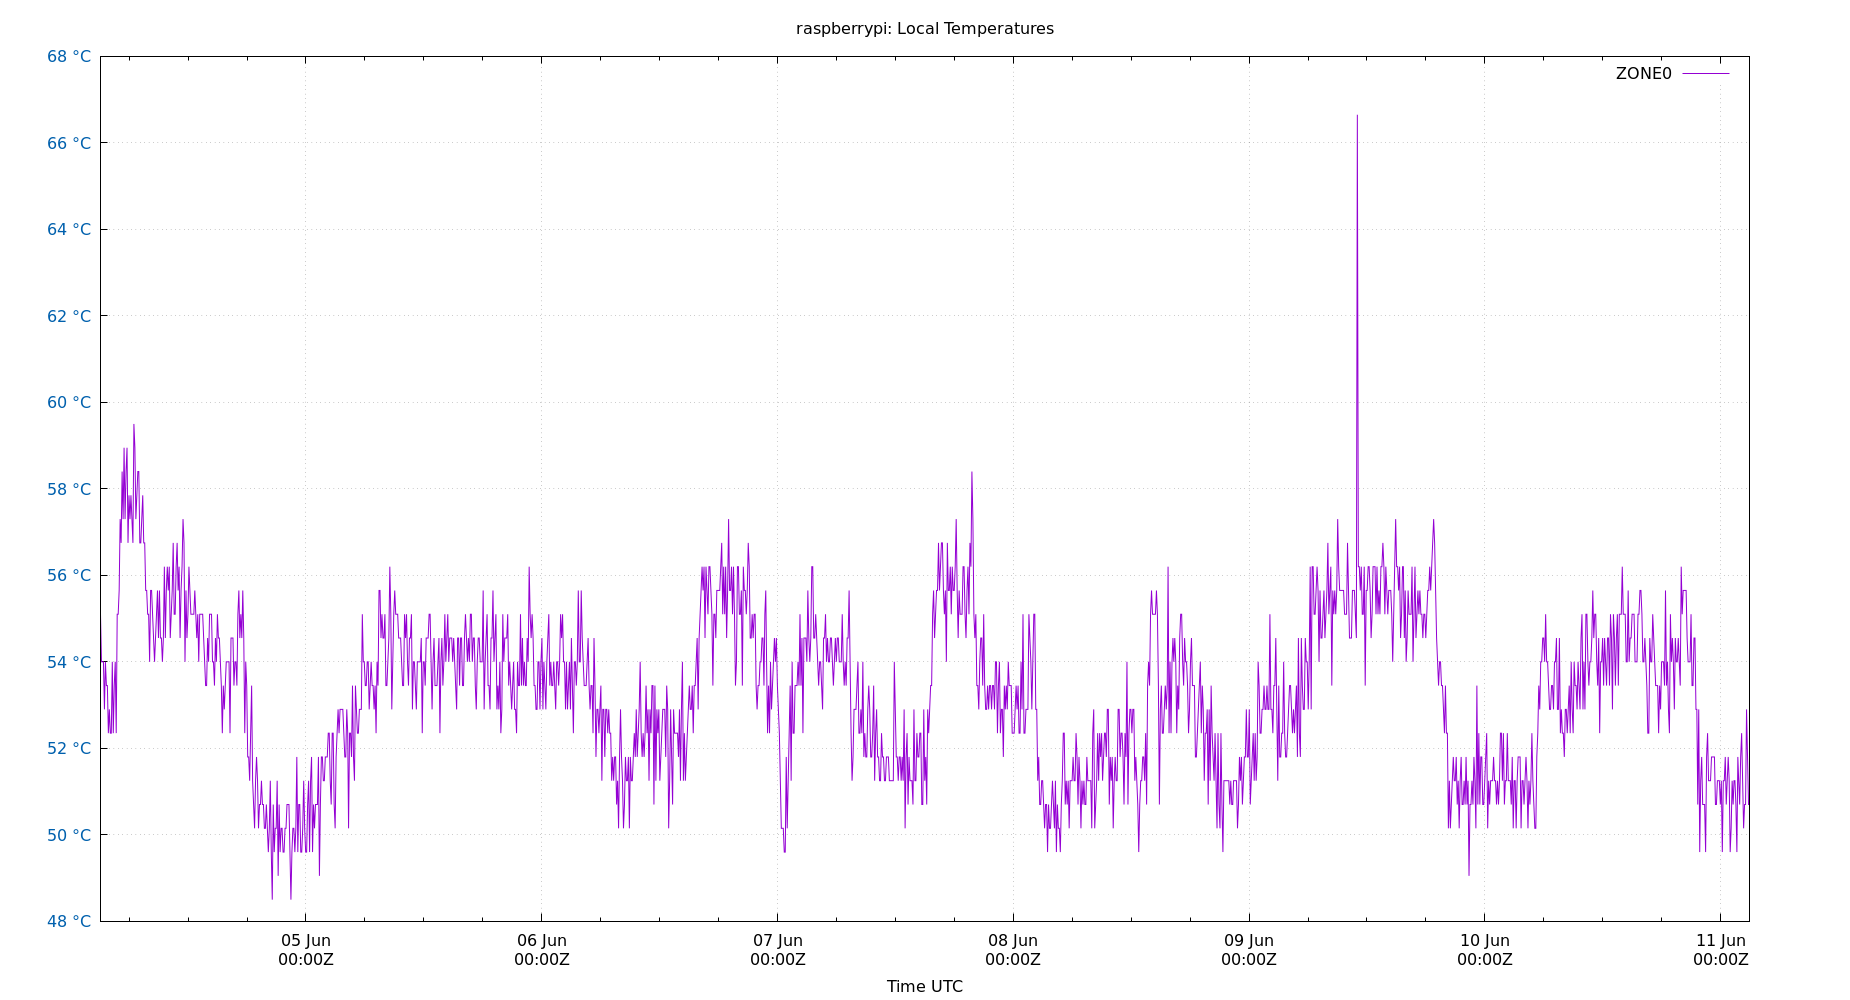 raspberrypi: Local Temperatures
ZONE0
68 °C
66 °C
64 °C
62 °C
60 °C
58 °C
56 °C
54 °C
52 °C
50 °C
48 °C
05 Jun 06 Jun 07 Jun 08 Jun 09 Jun 10 Jun 11 Jun
00:00Z 00:00Z 00:00Z 00:00Z 00:00Z 00:00Z 00:00Z
Time UTC